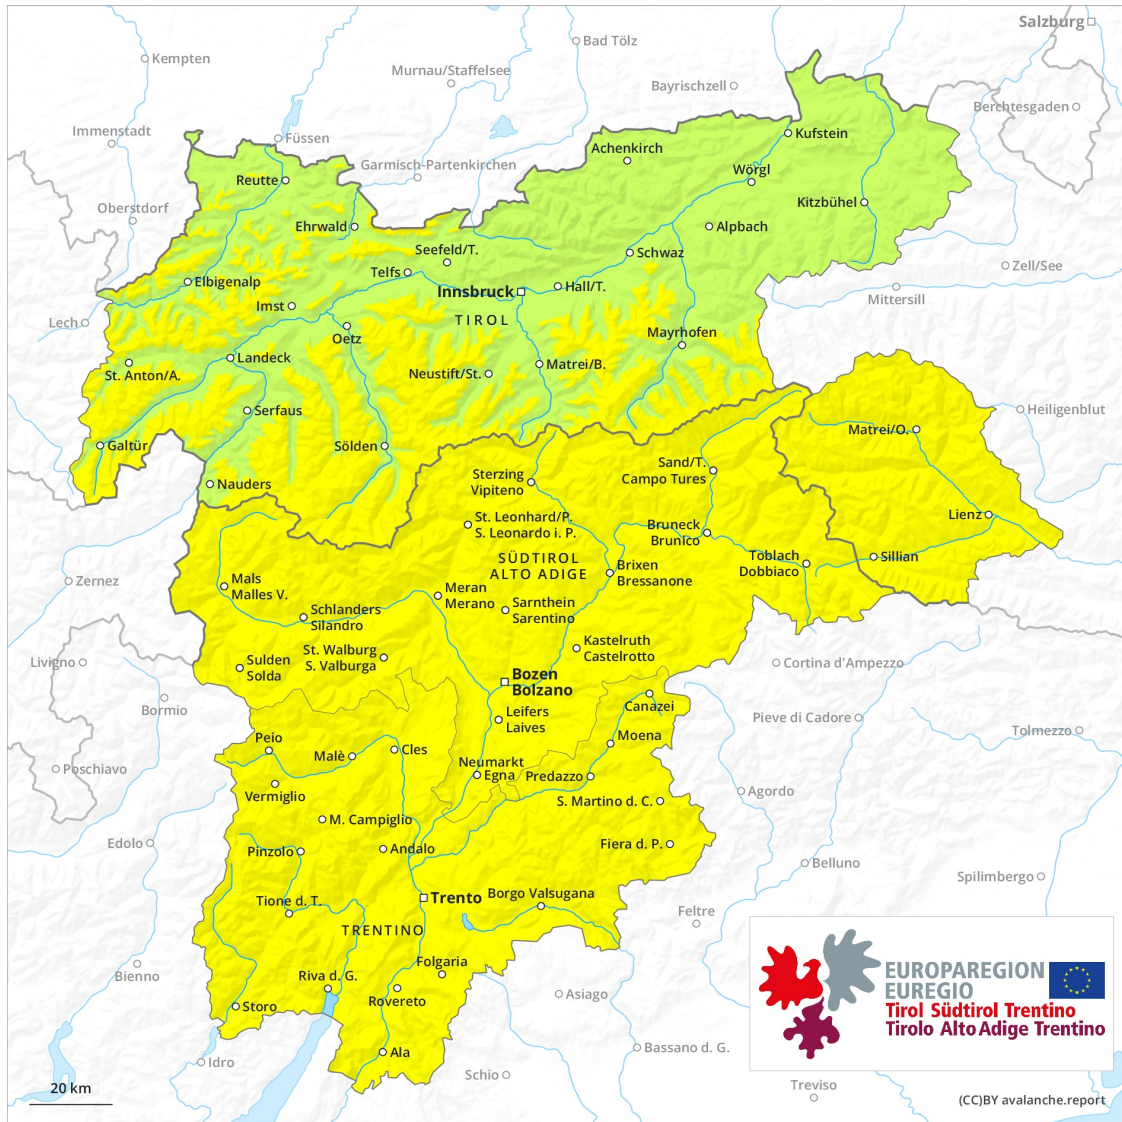 Salzburg
Bad Tölz
Kempten
Murnau/Staffelsee
Bayrischzell
Berchtesgaden
Immenstadt
Füssen
Kufstein
Achenkirch
Garmisch-Partenkirchen
Wörgl
Reutte
Oberstdorf
Kitzbühel
Ehrwald
Alpbach
Seefeld/T.
Schwaz
Zell/See
Telfs
Elbigenalp
Innsbruck
Hall/T.
Mittersill
Imst
Lech
TIROL
Oetz
Mayrhofen
Landeck
Matrei/B.
St. Anton/A.
Neustift/St.
Serfaus
Heiligenblut
Matrei/O.
Galtür
Sölden
Sand/T.
Campo Tures
Sterzing
Vipiteno
Nauders
Lienz
St. Leonhard/P.
S. Leonardo i. P.
Bruneck
Brunico
SÜDTIROL
ALTO ADIGE
Toblach
Dobbiaco
Sillian
Brixen
Bressanone
Zernez
Mals
Malles V.
Meran
Merano
Sarnthein
Sarentino
Schlanders
Silandro
Kastelruth
Castelrotto
St. Walburg
S. Valburga
Livigno
Sulden
Solda
Cortina d'Ampezzo
Bozen
Bolzano
Canazei
Bormio
Leifers
Laives
Pieve di Cadore
Tolmezzo
Moena
Peio
Cles
Malè
Neumarkt
Egna
Predazzo
Poschiavo
Vermiglio
Agordo
S. Martino d. C.
M. Campiglio
Edolo
Fiera d. P.
Pinzolo
Andalo
Belluno
Spilimbergo
Trento
Borgo Valsugana
Tione d. T.
Feltre
TRENTINO
Folgaria
Bienno
Riva d. G.
EUROPAREGION
EUREGIO
Tirol Südtirol Trentino
Tirolo Alto Adige Trentino
Rovereto
Asiago
Storo
Ala
Bassano d. G.
Idro
Schio
Treviso
20 km
(CC)BY avalanche.report